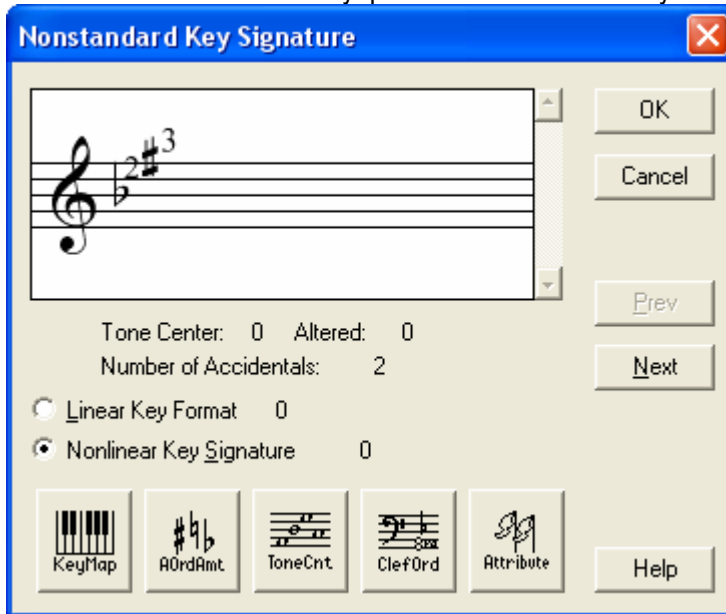 Nonstandard Key Signature
OK
Cancel
2 3
Tone Center: 0 Altered: 0
Number of Accidentals: 2
Prev
Next
Linear Key Format 0
Nonlinear Key Signature 0
KeyMap
AOrdAmt
ToneCnt
ClefOrd
Attribute
Help